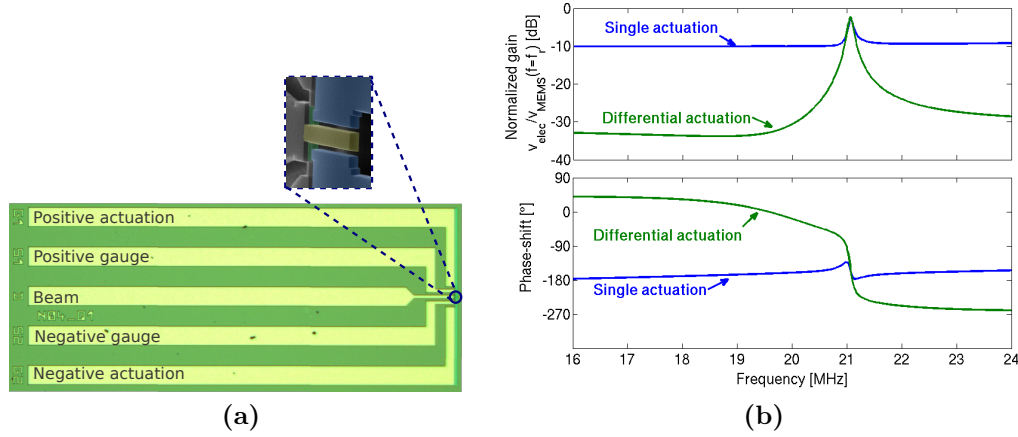 Positive actuation
Positive gauge
Beam
N04_01
Negative gauge
Negative actuation
(a)
Normalized gain
v_elec/v_MEMS(f=f_r) [dB]
0
-10
-20
-30
-40
Single actuation
Differential actuation
Phase-shift [°]
90
0
-90
-180
-270
Differential actuation
Single actuation
16
17
18
19
20
21
22
23
24
Frequency [MHz]
(b)